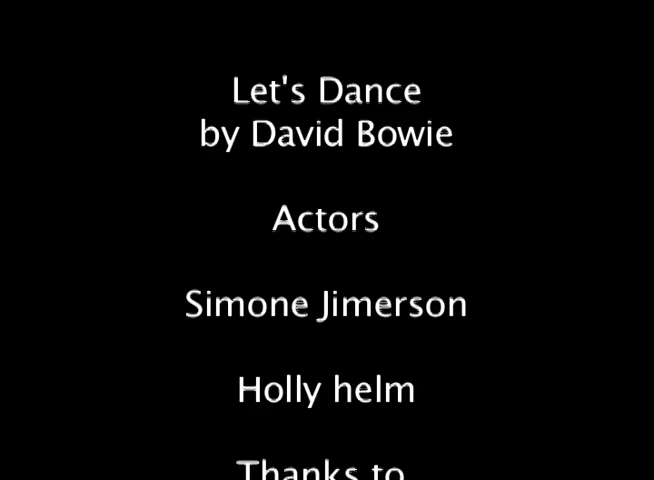 Let's Dance
by David Bowie
Actors
Simone Jimerson
Holly helm
Thanks to